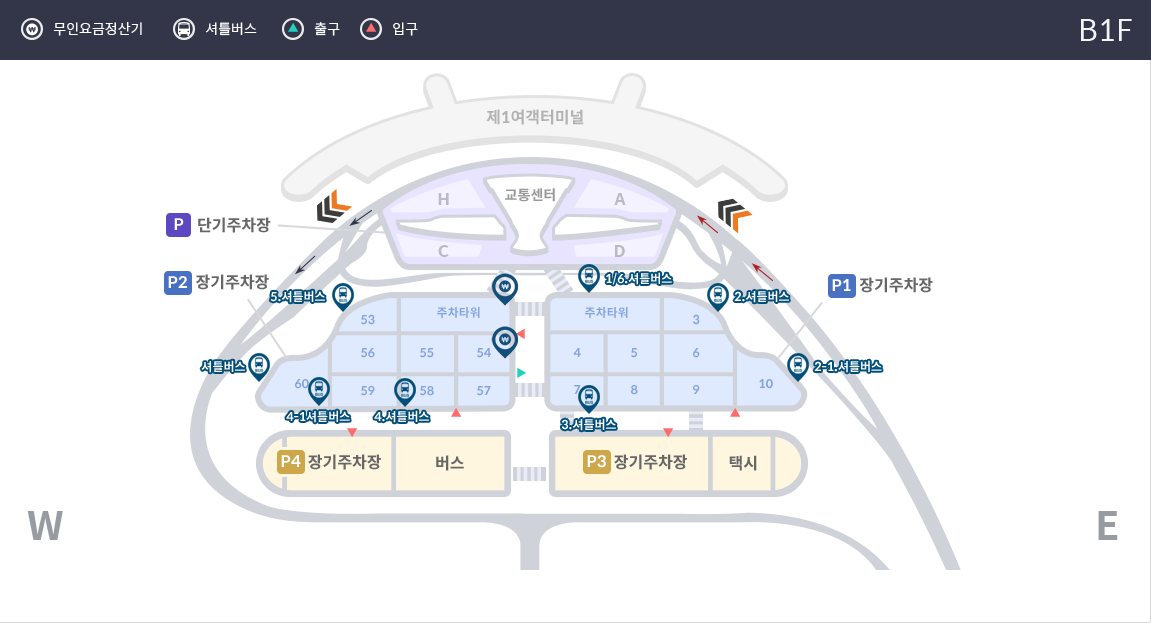 무인요금정산기
셔틀버스
출구
입구
B1F
제1여객터미널
교통센터
H
A
C
D
P 단기주차장
P2 장기주차장
P1 장기주차장
1/6.셔틀버스
5.셔틀버스
2.셔틀버스
주차타워
주차타워
53
3
56
55
54
4
5
6
셔틀버스
2-1.셔틀버스
60
59
58
57
7
8
9
10
4-1셔틀버스
4.셔틀버스
3.셔틀버스
P4 장기주차장
버스
P3 장기주차장
택시
W
E